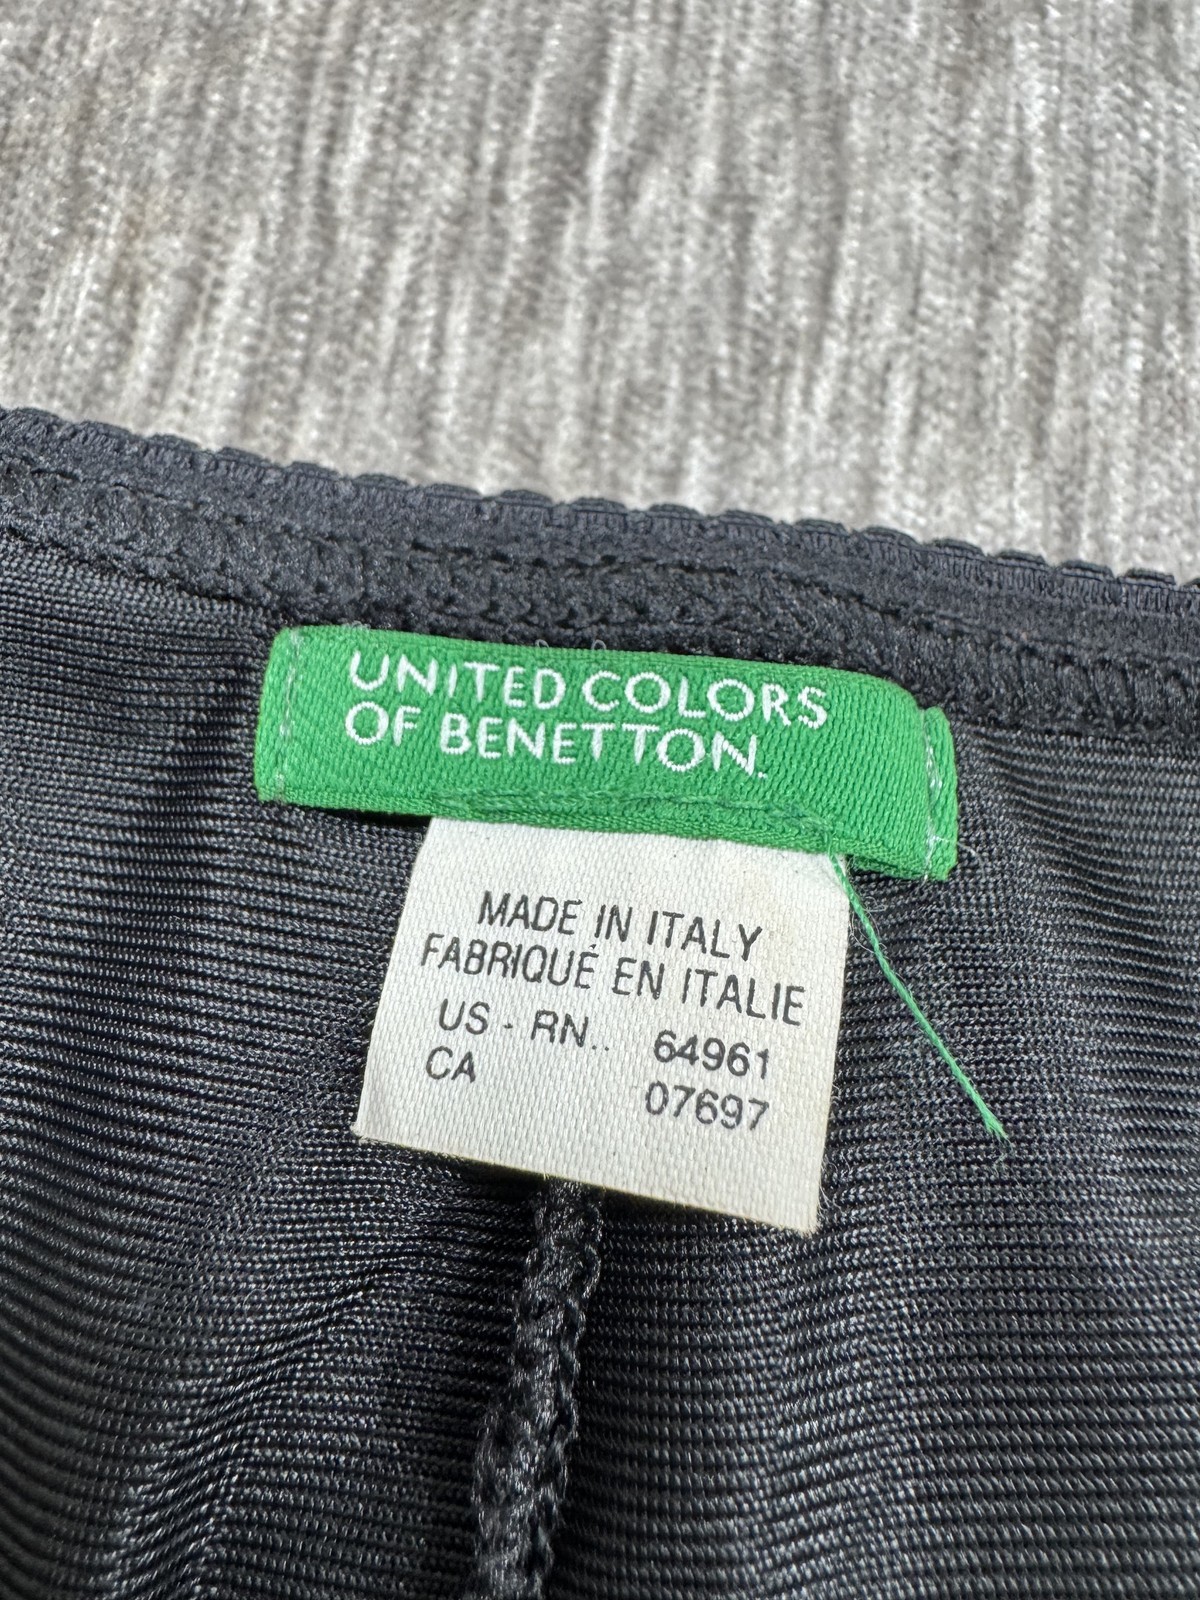 UNITED COLORS
OF BENETTON.
MADE IN ITALY
FABRIQUÉ EN ITALIE
US - RN.. 64961
CA 07697